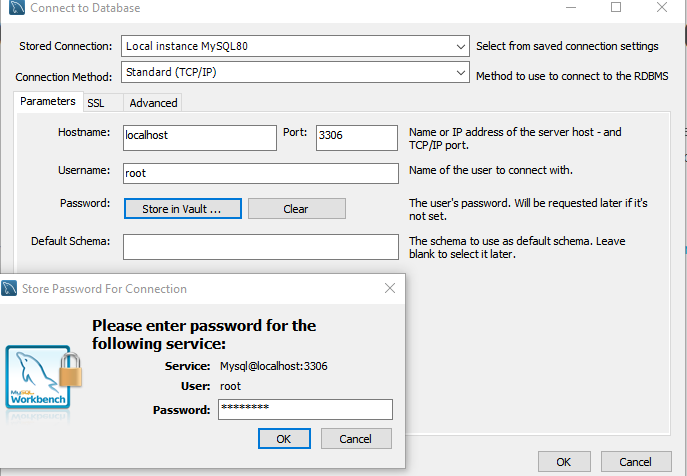 Connect to Database
Stored Connection: Local instance MySQL80 Select from saved connection settings
Connection Method: Standard (TCP/IP) Method to use to connect to the RDBMS
Parameters SSL Advanced
Hostname: localhost Port: 3306 Name or IP address of the server host - and
TCP/IP port.
Username: root Name of the user to connect with.
Password: Store in Vault ... Clear The user's password. Will be requested later if it's
not set.
Default Schema: The schema to use as default schema. Leave
blank to select it later.
Store Password For Connection
Please enter password for the
following service:
Service: Mysql@localhost:3306
User: root
Password: ********
MySQL
Workbench
OK Cancel
OK Cancel